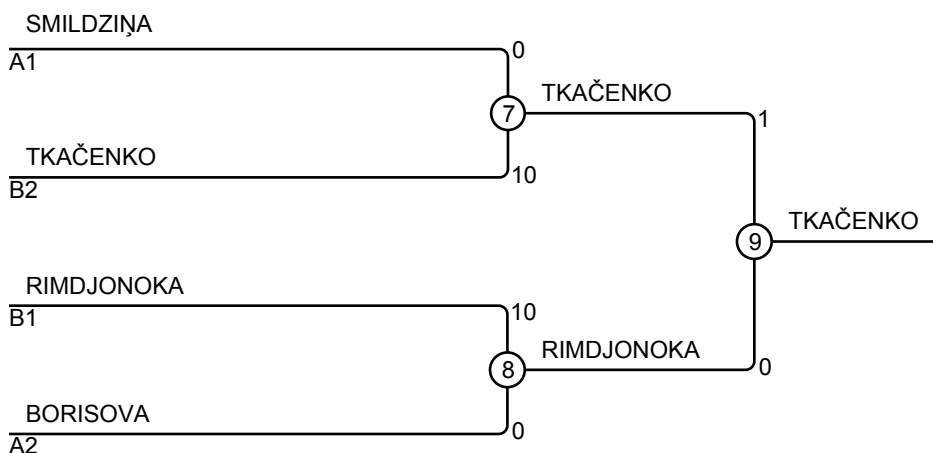 SMILDZIŅA
A1
0
7
TKAČENKO
1
TKAČENKO
B2
10
9
TKAČENKO
RIMDJONOKA
B1
10
8
RIMDJONOKA
0
BORISOVA
A2
0